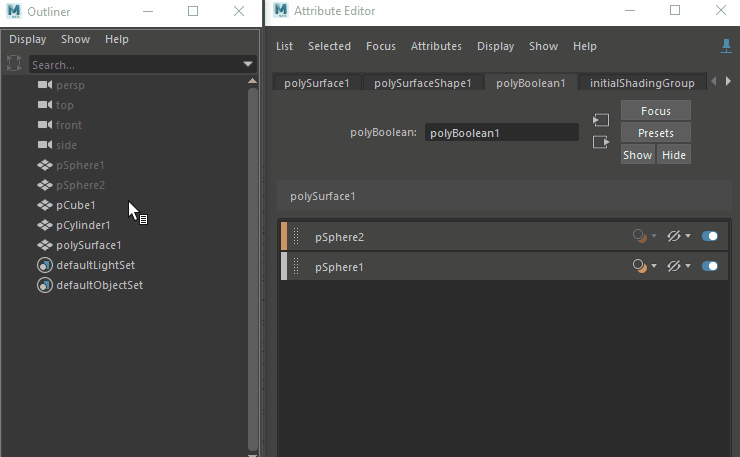 Outliner
Display Show Help
Search...
persp
top
front
side
pSphere1
pSphere2
pCube1
pCylinder1
polySurface1
defaultLightSet
defaultObjectSet
Attribute Editor
List Selected Focus Attributes Display Show Help
polySurface1 polySurfaceShape1 polyBoolean1 initialShadingGroup
polyBoolean: polyBoolean1
Focus
Presets
Show Hide
polySurface1
pSphere2
pSphere1